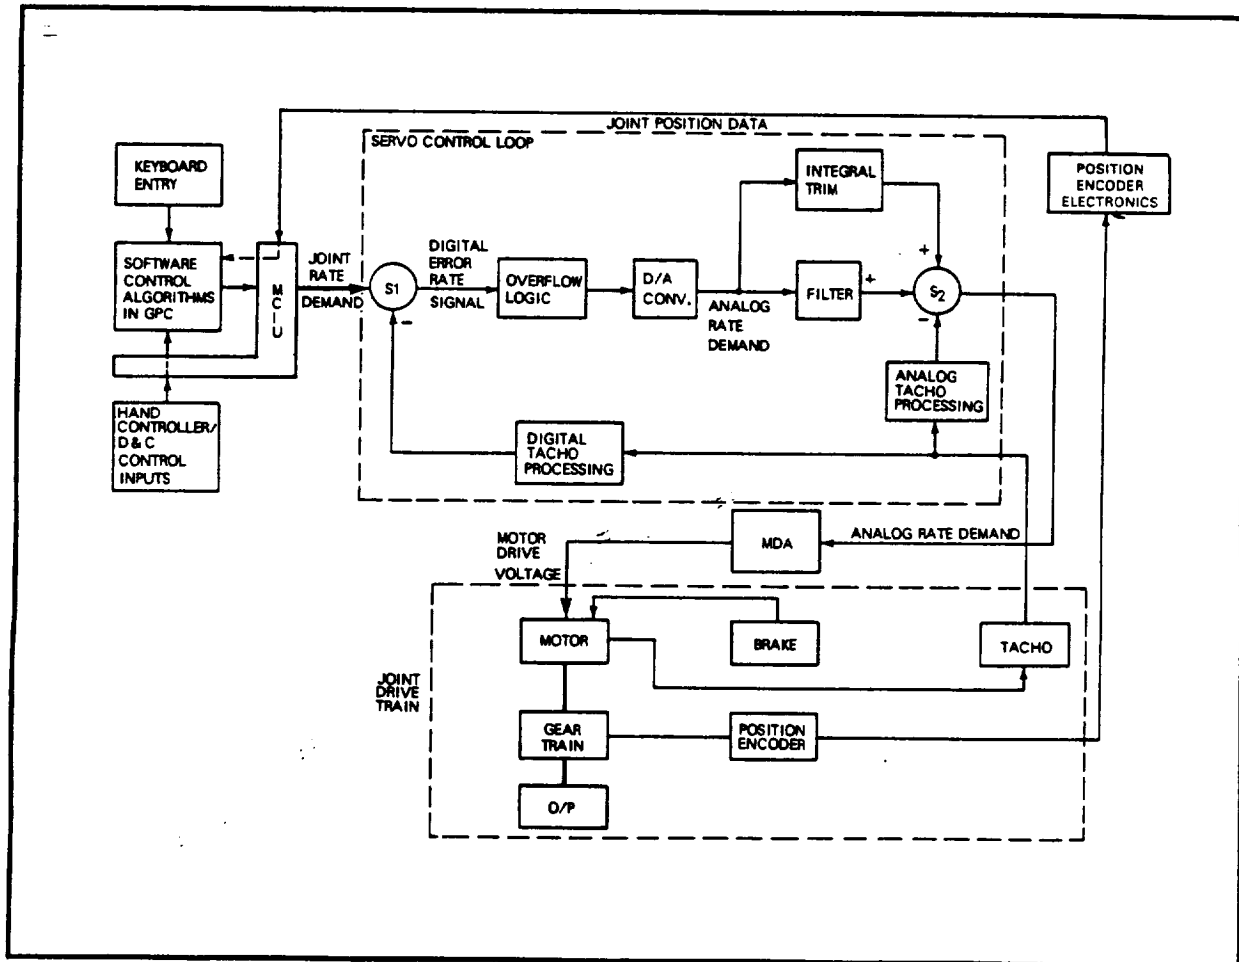 JOINT POSITION DATA
SERVO CONTROL LOOP
KEYBOARD
ENTRY
INTEGRAL
TRIM
POSITION
ENCODER
ELECTRONICS
SOFTWARE
CONTROL
ALGORITHMS
IN GPC
M
C
I
U
JOINT
RATE
DEMAND
S1
-
DIGITAL
ERROR
RATE
SIGNAL
OVERFLOW
LOGIC
D/A
CONV.
ANALOG
RATE
DEMAND
FILTER
+
+
S2
-
ANALOG
TACHO
PROCESSING
HAND
CONTROLLER/
D & C
CONTROL
INPUTS
DIGITAL
TACHO
PROCESSING
MOTOR
DRIVE
VOLTAGE
MDA
ANALOG RATE DEMAND
MOTOR
BRAKE
TACHO
JOINT
DRIVE
TRAIN
GEAR
TRAIN
POSITION
ENCODER
O/P